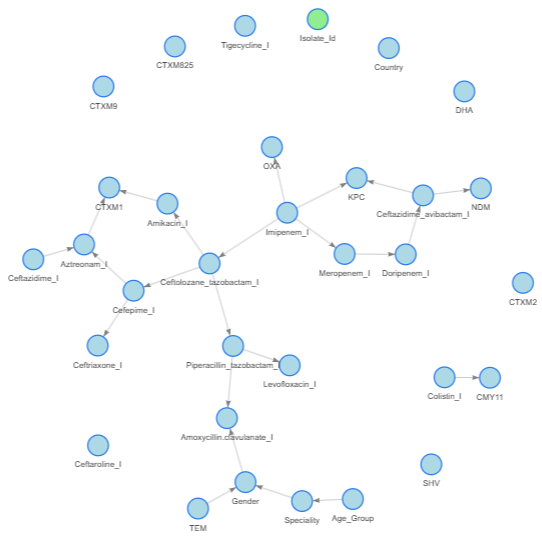 Isolate_Id
Tigecycline_I
Country
CTXM825
DHA
CTXM9
OXA
KPC
NDM
CTXM1
Ceftazidime_avibactam_I
Amikacin_I
Imipenem_I
Aztreonam_I
Meropenem_I
Doripenem_I
Ceftazidime_I
Ceftolozane_tazobactam_I
CTXM2
Cefepime_I
Ceftriaxone_I
Piperacillin_tazobactam_I
Levofloxacin_I
Colistin_I
CMY11
Amoxycillin.clavulanate_I
Ceftaroline_I
SHV
Gender
TEM
Speciality
Age_Group